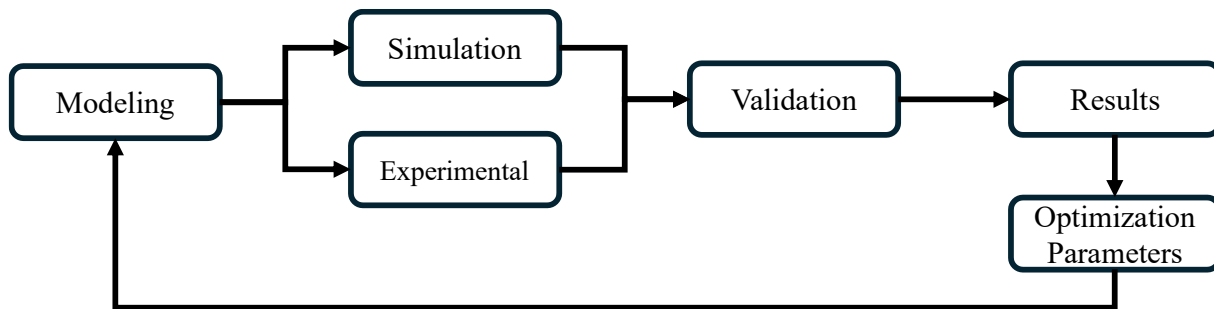 Modeling
Simulation
Experimental
Validation
Results
Optimization
Parameters